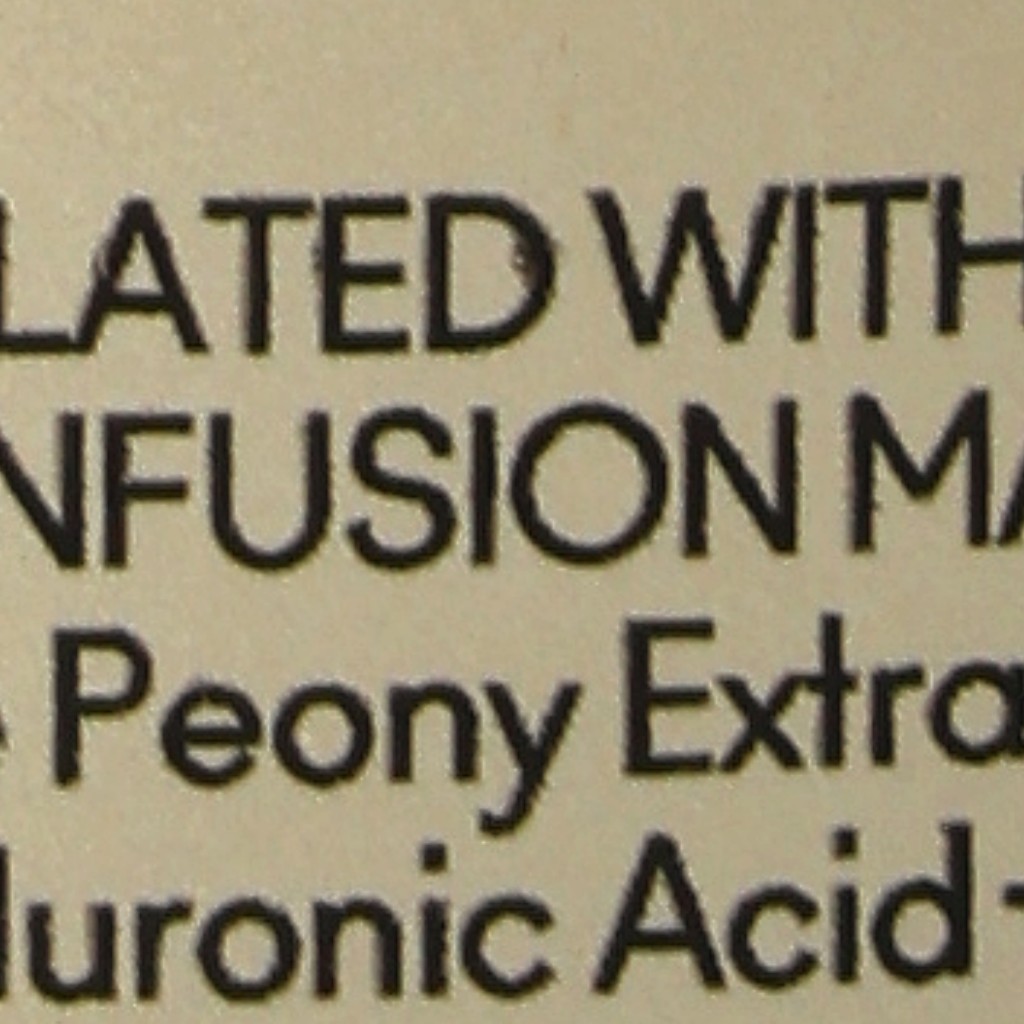 LATED WITH
NFUSION MA
Peony Extra
luronic Acid